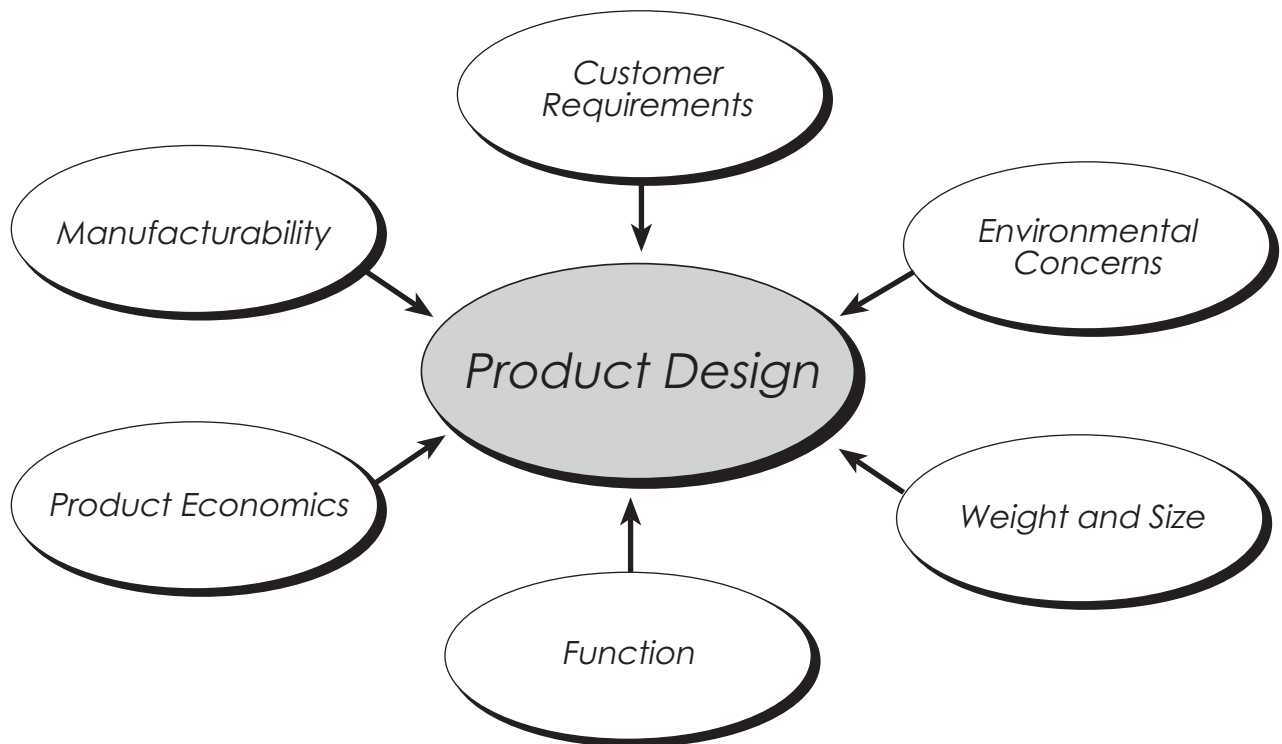 Customer
Requirements
Manufacturability
Environmental
Concerns
Product Design
Product Economics
Weight and Size
Function